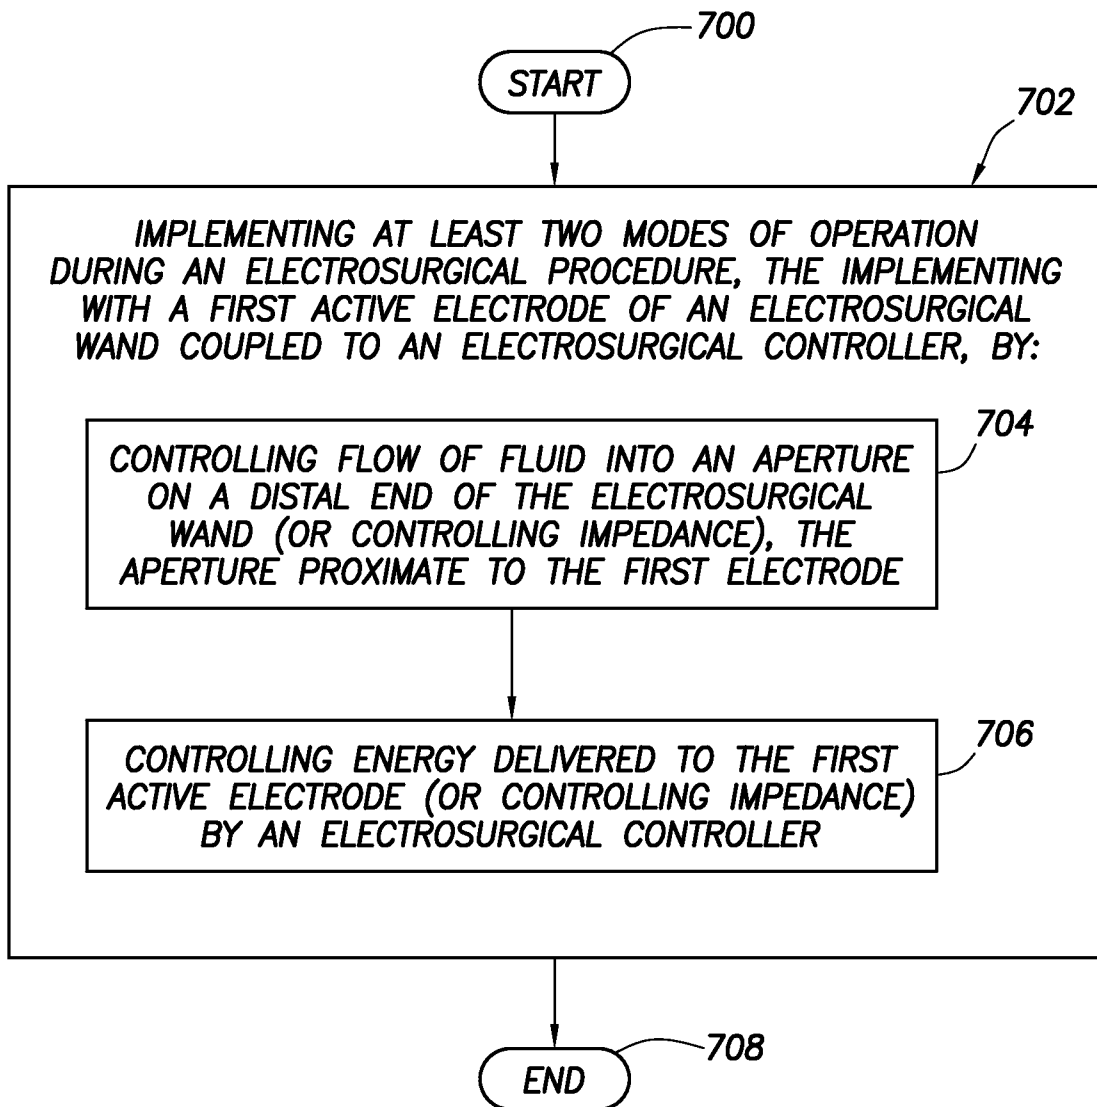 700
START
702
IMPLEMENTING AT LEAST TWO MODES OF OPERATION
DURING AN ELECTROSURGICAL PROCEDURE, THE IMPLEMENTING
WITH A FIRST ACTIVE ELECTRODE OF AN ELECTROSURGICAL
WAND COUPLED TO AN ELECTROSURGICAL CONTROLLER, BY:
704
CONTROLLING FLOW OF FLUID INTO AN APERTURE
ON A DISTAL END OF THE ELECTROSURGICAL
WAND (OR CONTROLLING IMPEDANCE), THE
APERTURE PROXIMATE TO THE FIRST ELECTRODE
706
CONTROLLING ENERGY DELIVERED TO THE FIRST
ACTIVE ELECTRODE (OR CONTROLLING IMPEDANCE)
BY AN ELECTROSURGICAL CONTROLLER
708
END